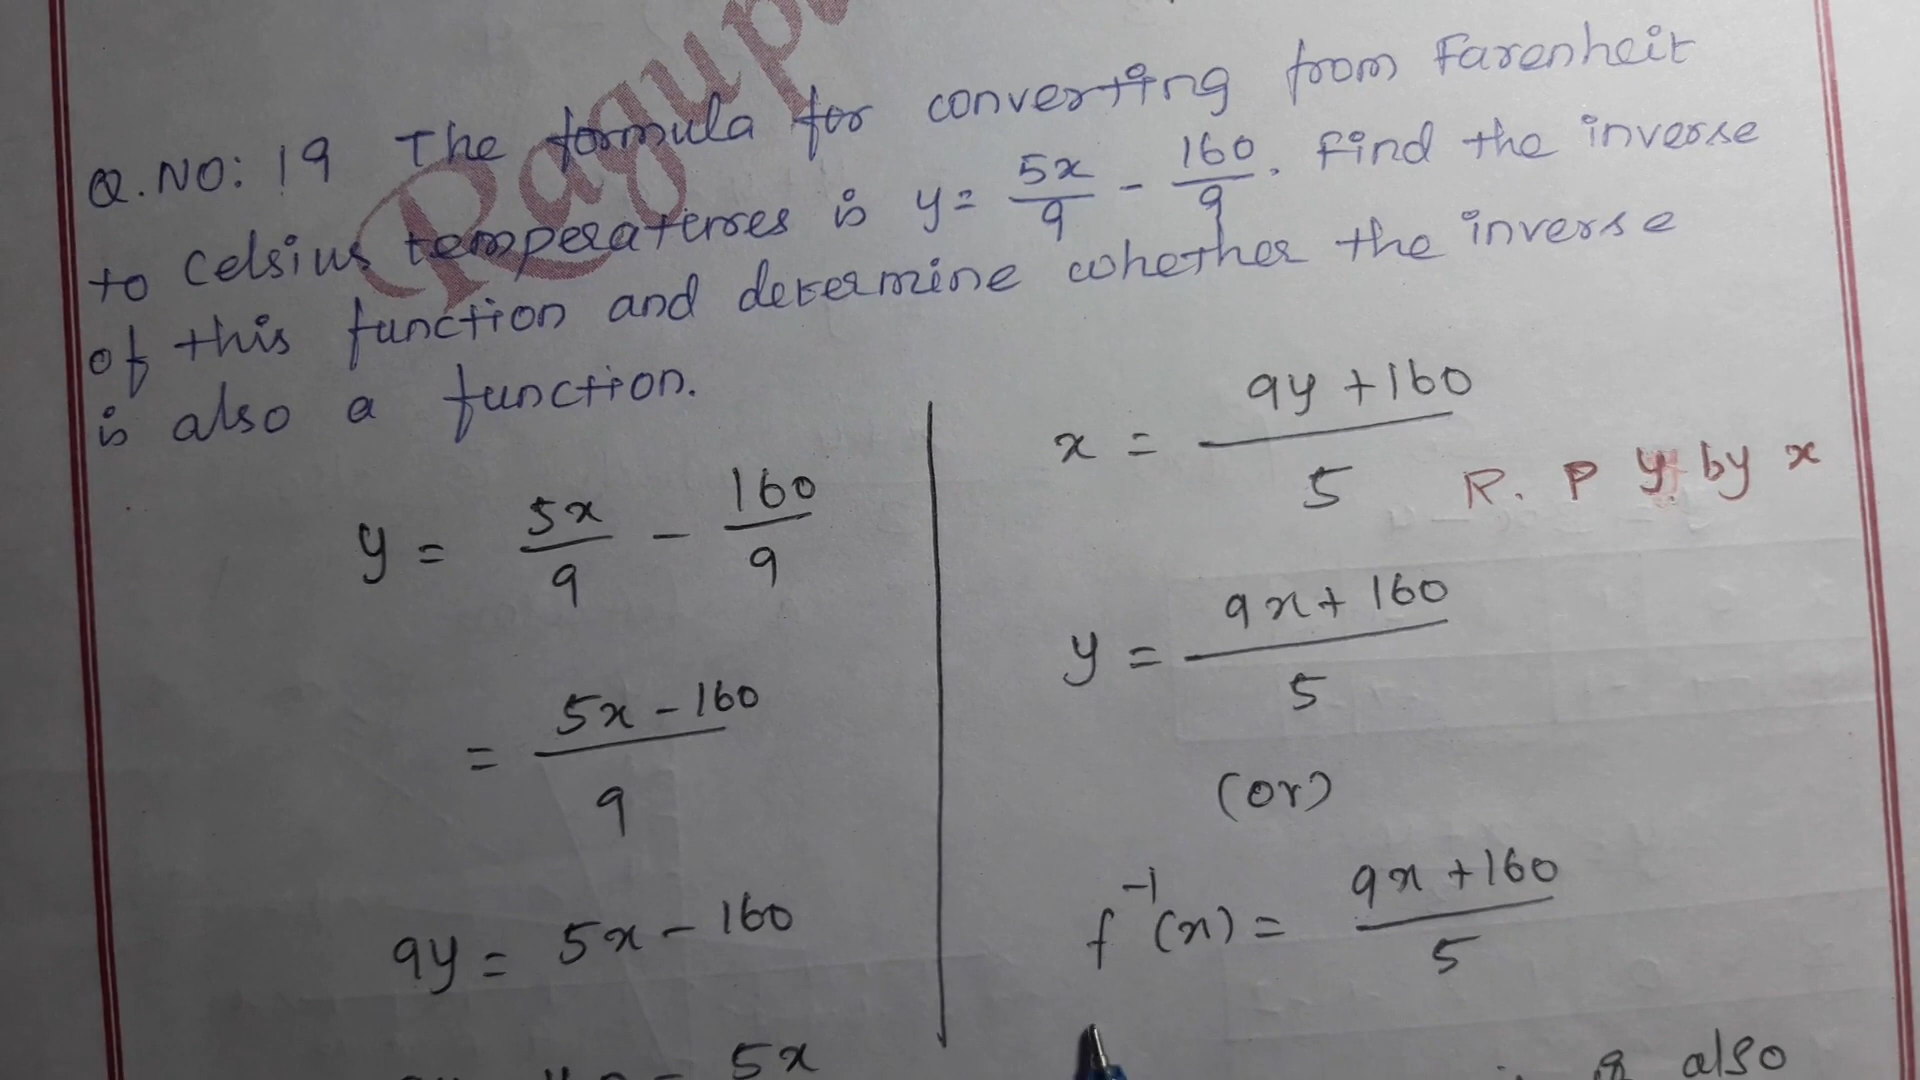 Q.NO: 19 The formula for converting from Farenheit
to Celsius temperatures is y = 5x/9 - 160/9. Find the inverse
of this function and determine whether the inverse
is also a function.
y = 5x/9 - 160/9
= 5x - 160/9
9y = 5x - 160
= 5x
x = 9y + 160/5
R. P y by x
y = 9x + 160/5
(or)
f^-1(x) = 9x + 160/5
also